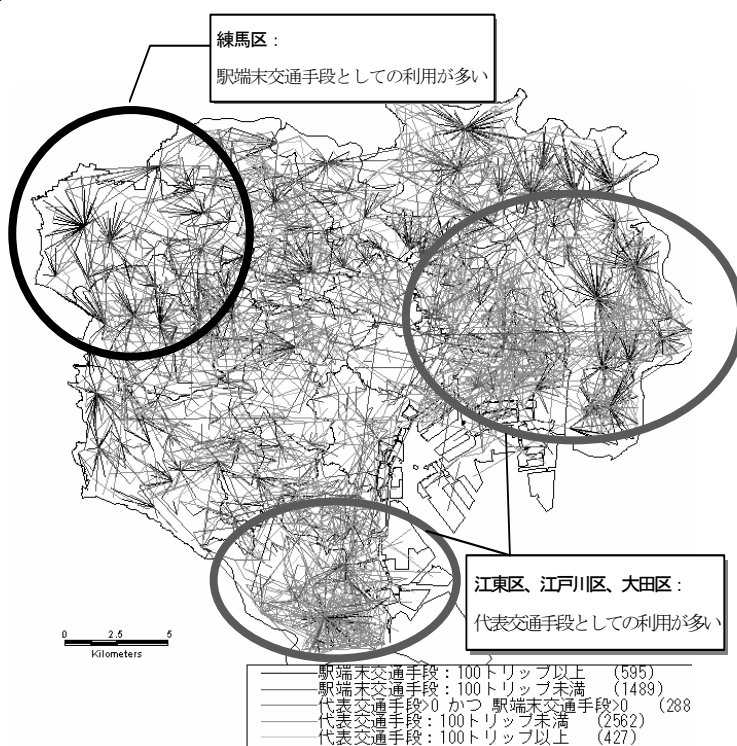 練馬区：
駅端末交通手段としての利用が多い
江東区、江戸川区、大田区：
代表交通手段としての利用が多い
0 2.5 5
Kilometers
駅端末交通手段：100トリップ以上 (595)
駅端末交通手段：100トリップ未満 (1489)
代表交通手段>0 かつ 駅端末交通手段>0 (288
代表交通手段：100トリップ未満 (2562)
代表交通手段：100トリップ以上 (427)